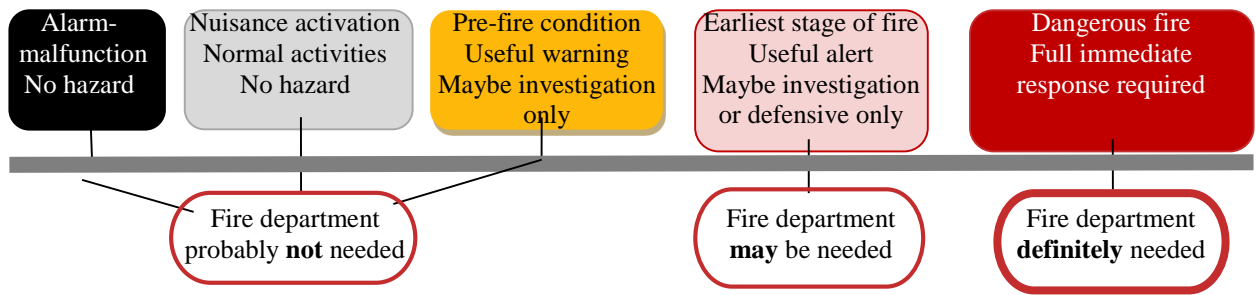 Alarm-
malfunction
No hazard
Nuisance activation
Normal activities
No hazard
Pre-fire condition
Useful warning
Maybe investigation
only
Earliest stage of fire
Useful alert
Maybe investigation
or defensive only
Dangerous fire
Full immediate
response required
Fire department
probably not needed
Fire department
may be needed
Fire department
definitely needed